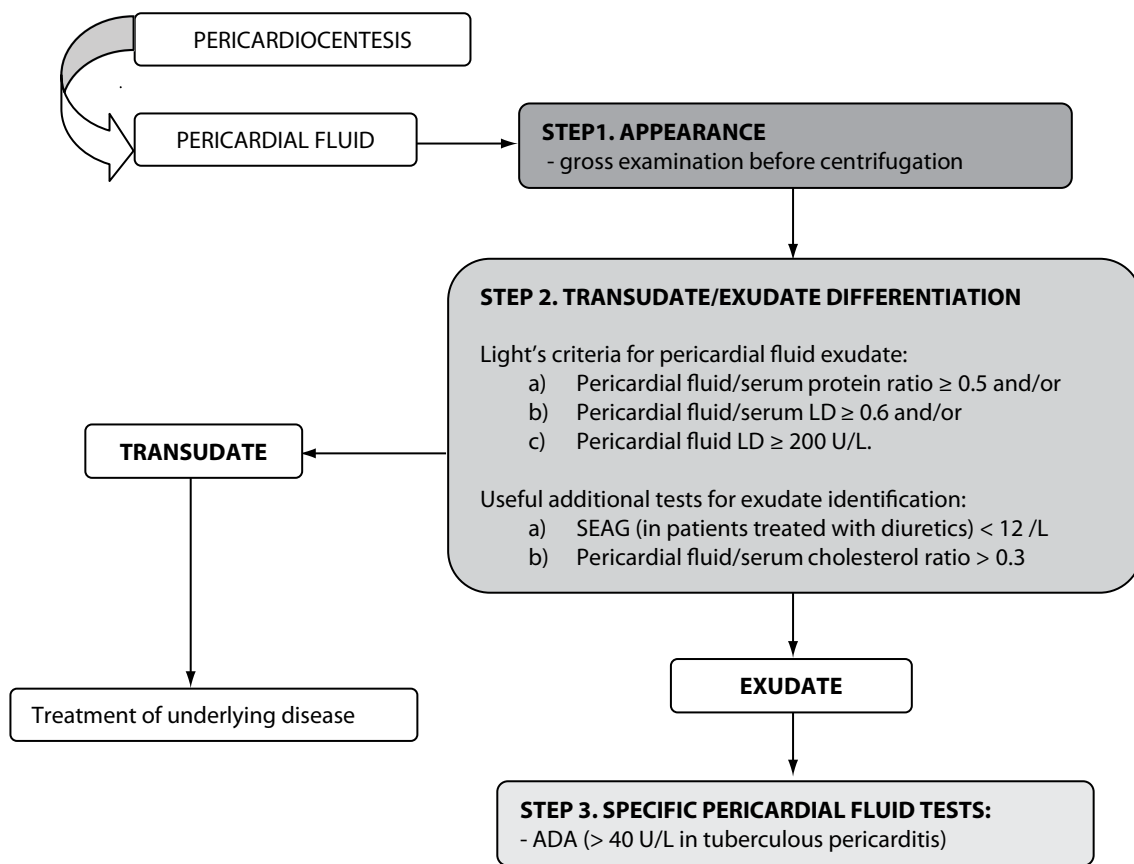 PERICARDIOCENTESIS
PERICARDIAL FLUID
STEP1. APPEARANCE
- gross examination before centrifugation
STEP 2. TRANSUDATE/EXUDATE DIFFERENTIATION
Light's criteria for pericardial fluid exudate:
a) Pericardial fluid/serum protein ratio ≥ 0.5 and/or
b) Pericardial fluid/serum LD ≥ 0.6 and/or
c) Pericardial fluid LD ≥ 200 U/L.
Useful additional tests for exudate identification:
a) SEAG (in patients treated with diuretics) < 12 /L
b) Pericardial fluid/serum cholesterol ratio > 0.3
TRANSUDATE
Treatment of underlying disease
EXUDATE
STEP 3. SPECIFIC PERICARDIAL FLUID TESTS:
- ADA (> 40 U/L in tuberculous pericarditis)